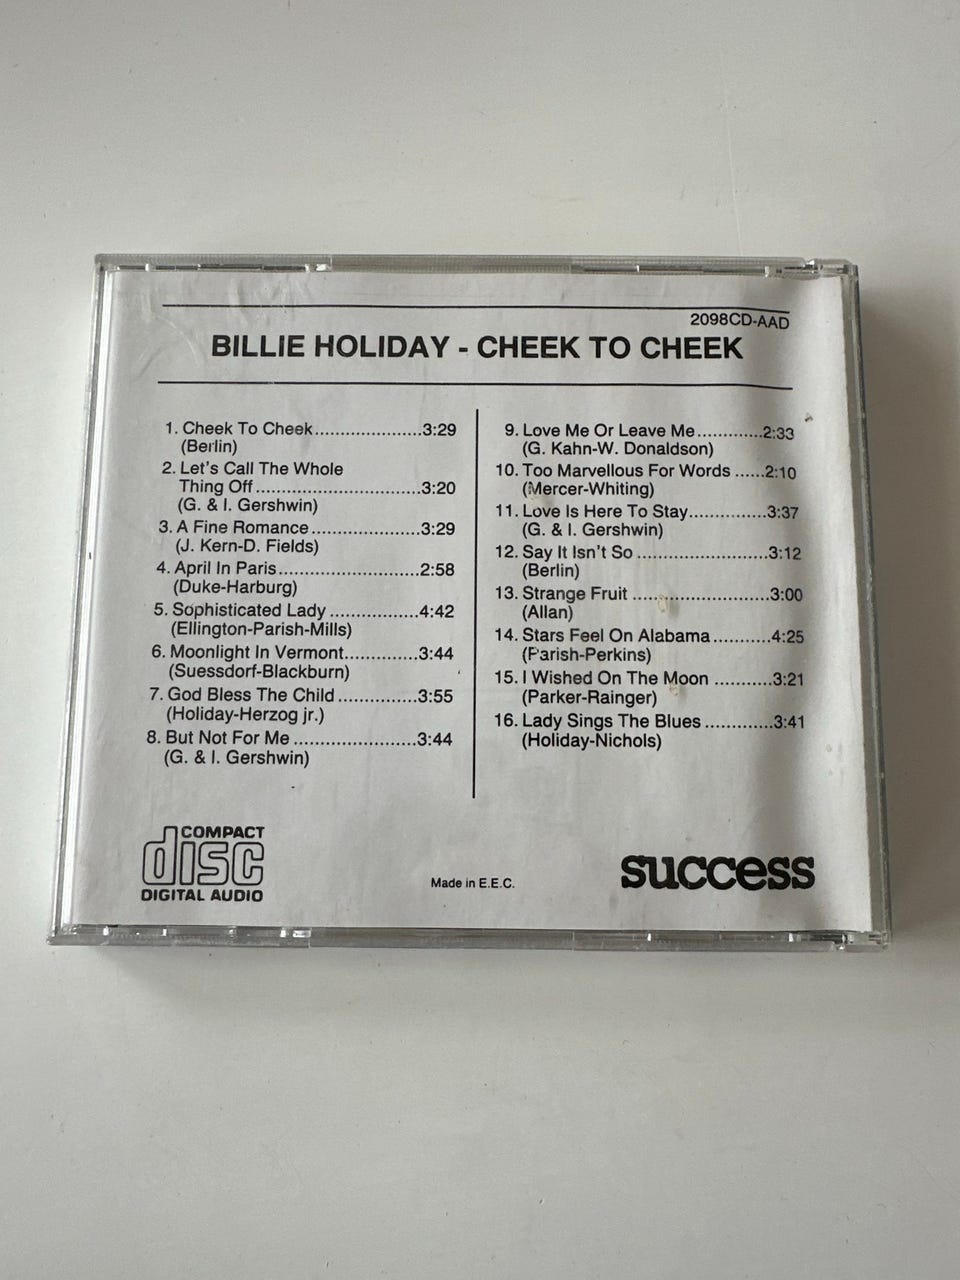 2098CD-AAD
BILLIE HOLIDAY - CHEEK TO CHEEK
1. Cheek To Cheek.....................3:29
(Berlin)
2. Let's Call The Whole
Thing Off................................3:20
(G. & I. Gershwin)
3. A Fine Romance.....................3:29
(J. Kern-D. Fields)
4. April In Paris...........................2:58
(Duke-Harburg)
5. Sophisticated Lady ................4:42
(Ellington-Parish-Mills)
6. Moonlight In Vermont..............3:44
(Suessdorf-Blackburn)
7. God Bless The Child ...............3:55
(Holiday-Herzog jr.)
8. But Not For Me .......................3:44
(G. & I. Gershwin)
9. Love Me Or Leave Me.............2:33
(G. Kahn-W. Donaldson)
10. Too Marvellous For Words ......2:10
(Mercer-Whiting)
11. Love Is Here To Stay...............3:37
(G. & I. Gershwin)
12. Say It Isn't So .........................3:12
(Berlin)
13. Strange Fruit ..........................3:00
(Allan)
14. Stars Feel On Alabama...........4:25
(Parish-Perkins)
15. I Wished On The Moon ...........3:21
(Parker-Rainger)
16. Lady Sings The Blues .............3:41
(Holiday-Nichols)
COMPACT
disc
DIGITAL AUDIO
Made in E.E.C.
success